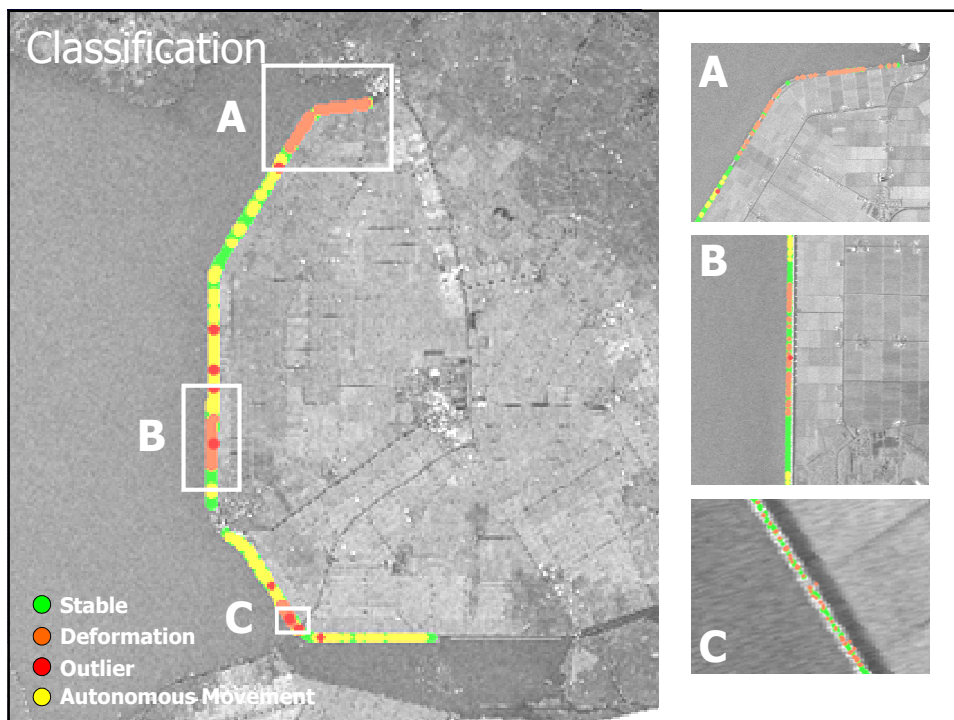 Classification
A
B
C
Stable
Deformation
Outlier
Autonomous Movement
A
B
C